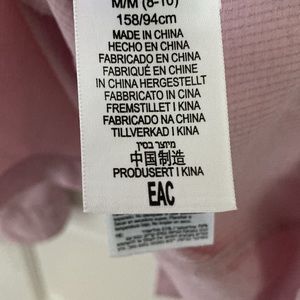 M/M (8-10)
158/94cm
MADE IN CHINA
HECHO EN CHINA
FABRICADO EN CHINA
FABRIQUÉ EN CHINE
IN CHINA HERGESTELLT
FABBRICATO IN CINA
FREMSTILLET I KINA
FABRICADO NA CHINA
TILLVERKAD I KINA
מיוצר בסין
中国制造
PRODUSERT I KINA
EAC